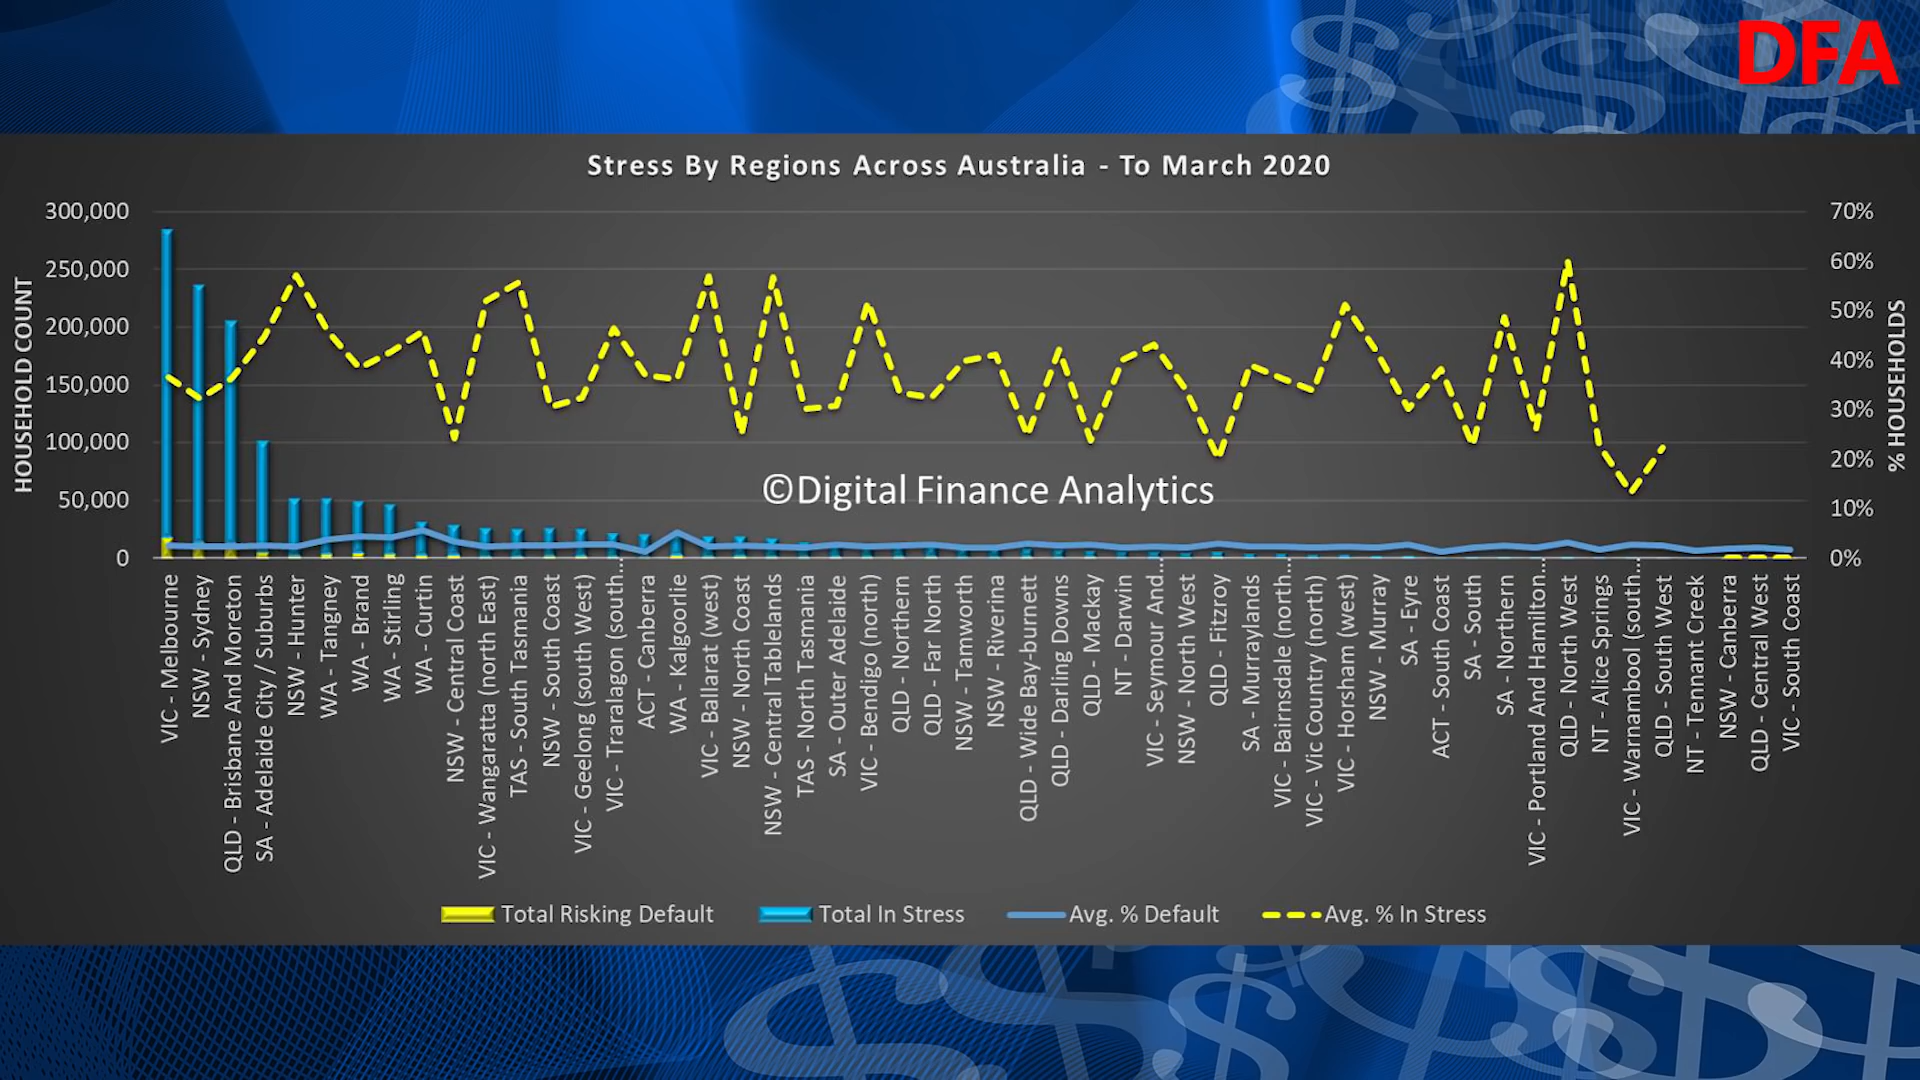 DFA
Stress By Regions Across Australia - To March 2020
HOUSEHOLD COUNT
300,000
250,000
200,000
150,000
100,000
50,000
0
70%
60%
50%
40%
30%
20%
10%
0%
% HOUSEHOLDS
©Digital Finance Analytics
VIC - Melbourne
NSW - Sydney
QLD - Brisbane And Moreton
SA - Adelaide City / Suburbs
NSW - Hunter
WA - Tangney
WA - Brand
WA - Stirling
WA - Curtin
NSW - Central Coast
VIC - Wangaratta (north East)
TAS - South Tasmania
NSW - South Coast
VIC - Geelong (south West)
VIC - Traralagon (south...
ACT - Canberra
WA - Kalgoorlie
VIC - Ballarat (west)
NSW - North Coast
NSW - Central Tablelands
TAS - North Tasmania
SA - Outer Adelaide
VIC - Bendigo (north)
QLD - Northern
QLD - Far North
NSW - Tamworth
NSW - Riverina
QLD - Wide Bay-burnett
QLD - Darling Downs
QLD - Mackay
NT - Darwin
VIC - Seymour And...
NSW - North West
QLD - Fitzroy
SA - Murraylands
VIC - Bairnsdale (north...
VIC - Vic Country (north)
VIC - Horsham (west)
NSW - Murray
SA - Eyre
ACT - South Coast
SA - South
SA - Northern
VIC - Portland And Hamilton...
QLD - North West
NT - Alice Springs
VIC - Warnambool (south...
QLD - South West
NT - Tennant Creek
NSW - Canberra
QLD - Central West
VIC - South Coast
Total Risking Default
Total In Stress
Avg. % Default
Avg. % In Stress